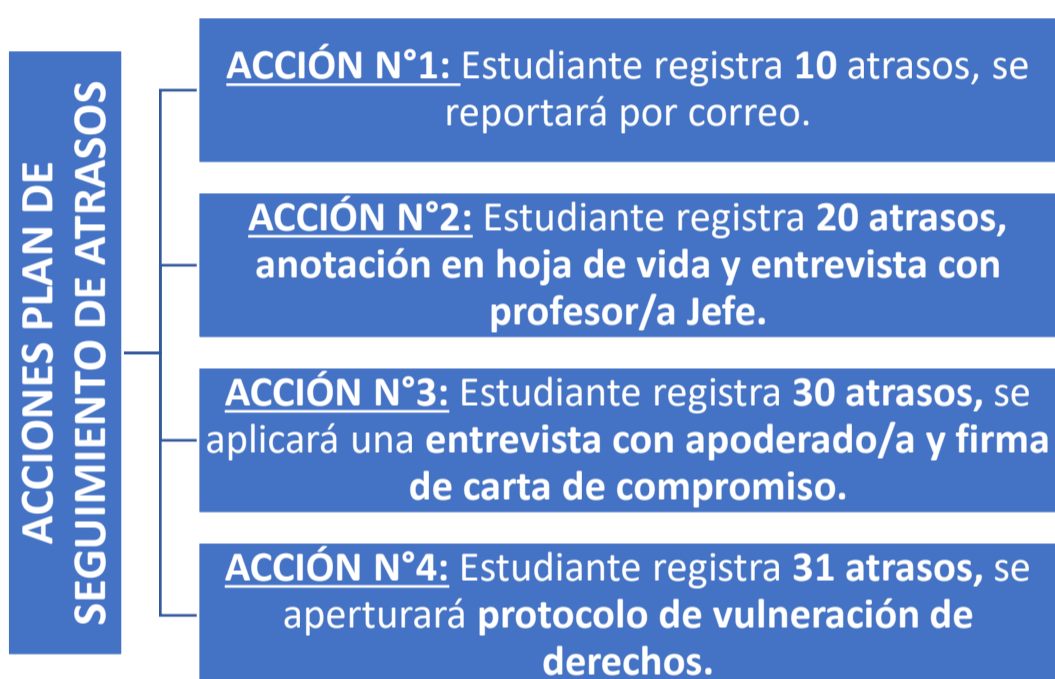 ACCIONES PLAN DE
SEGUIMIENTO DE ATRASOS
ACCIÓN N°1: Estudiante registra 10 atrasos, se
reportará por correo.
ACCIÓN N°2: Estudiante registra 20 atrasos,
anotación en hoja de vida y entrevista con
profesor/a Jefe.
ACCIÓN N°3: Estudiante registra 30 atrasos, se
aplicará una entrevista con apoderado/a y firma
de carta de compromiso.
ACCIÓN N°4: Estudiante registra 31 atrasos, se
aperturará protocolo de vulneración de
derechos.